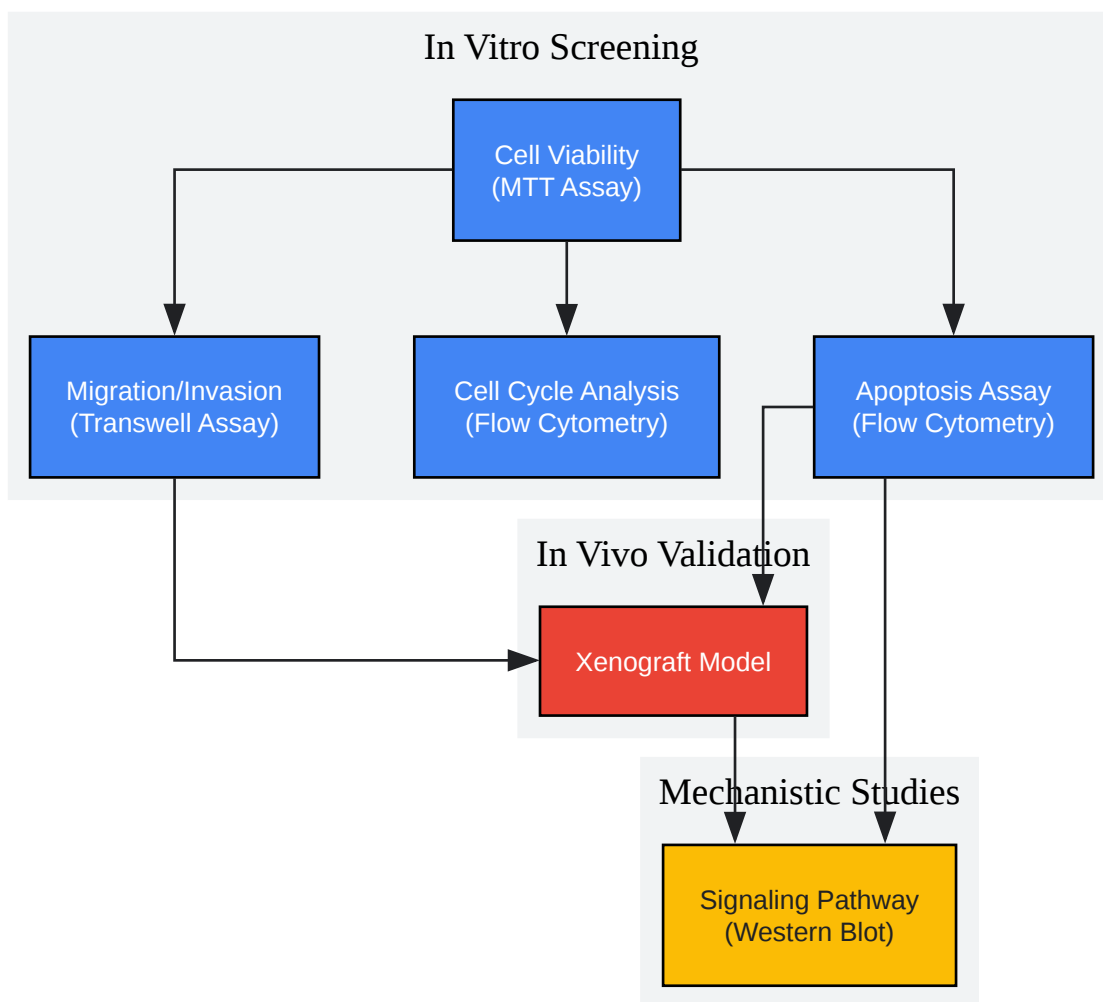 In Vitro Screening
Cell Viability
(MTT Assay)
Migration/Invasion
(Transwell Assay)
Cell Cycle Analysis
(Flow Cytometry)
Apoptosis Assay
(Flow Cytometry)
In Vivo Validation
Xenograft Model
Mechanistic Studies
Signaling Pathway
(Western Blot)